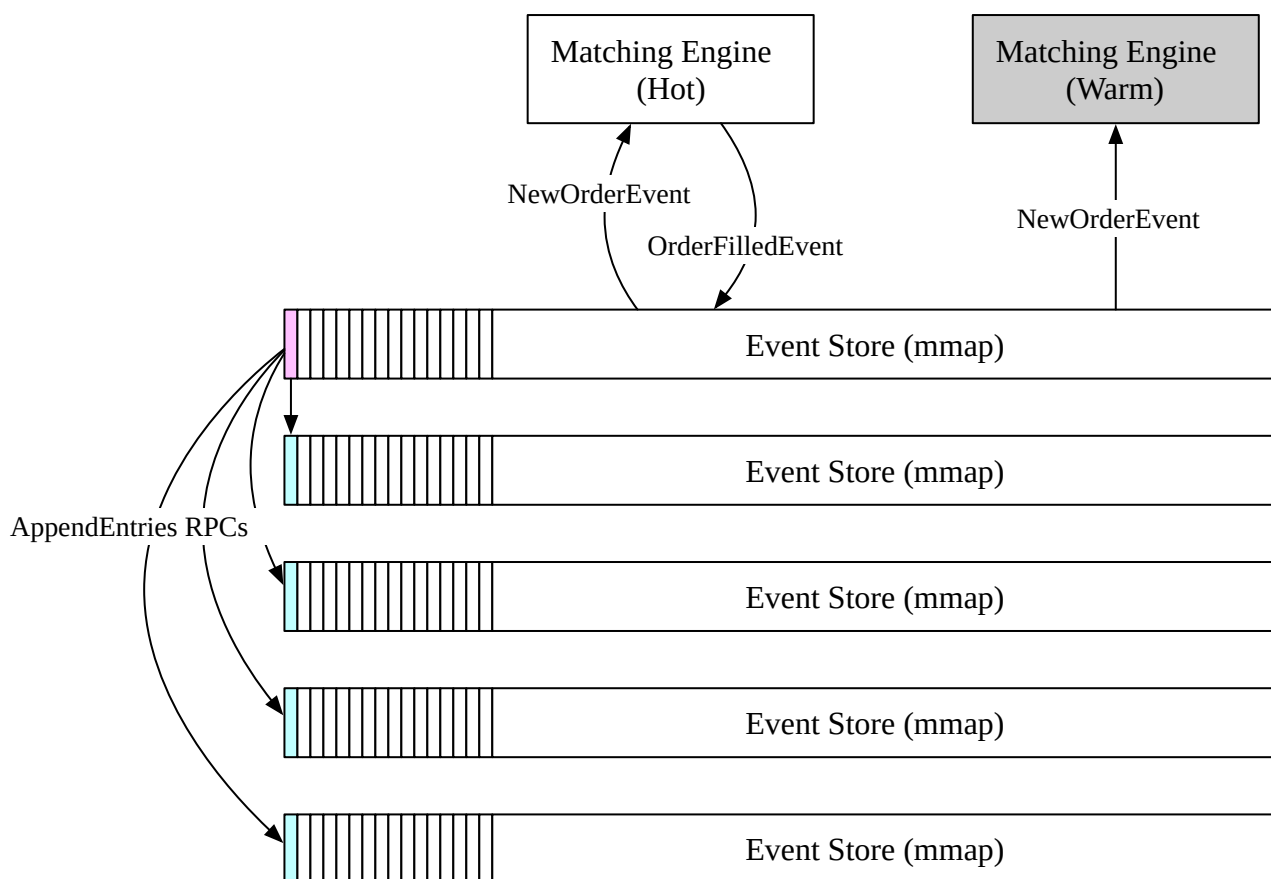 Matching Engine
(Hot)
Matching Engine
(Warm)
NewOrderEvent
OrderFilledEvent
NewOrderEvent
Event Store (mmap)
Event Store (mmap)
AppendEntries RPCs
Event Store (mmap)
Event Store (mmap)
Event Store (mmap)